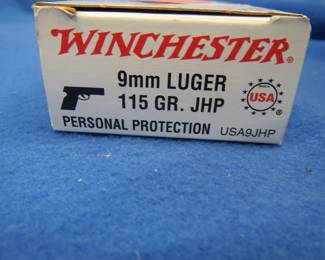 WINCHESTER
9mm LUGER
115 GR. JHP
USA
PERSONAL PROTECTION USA9JHP